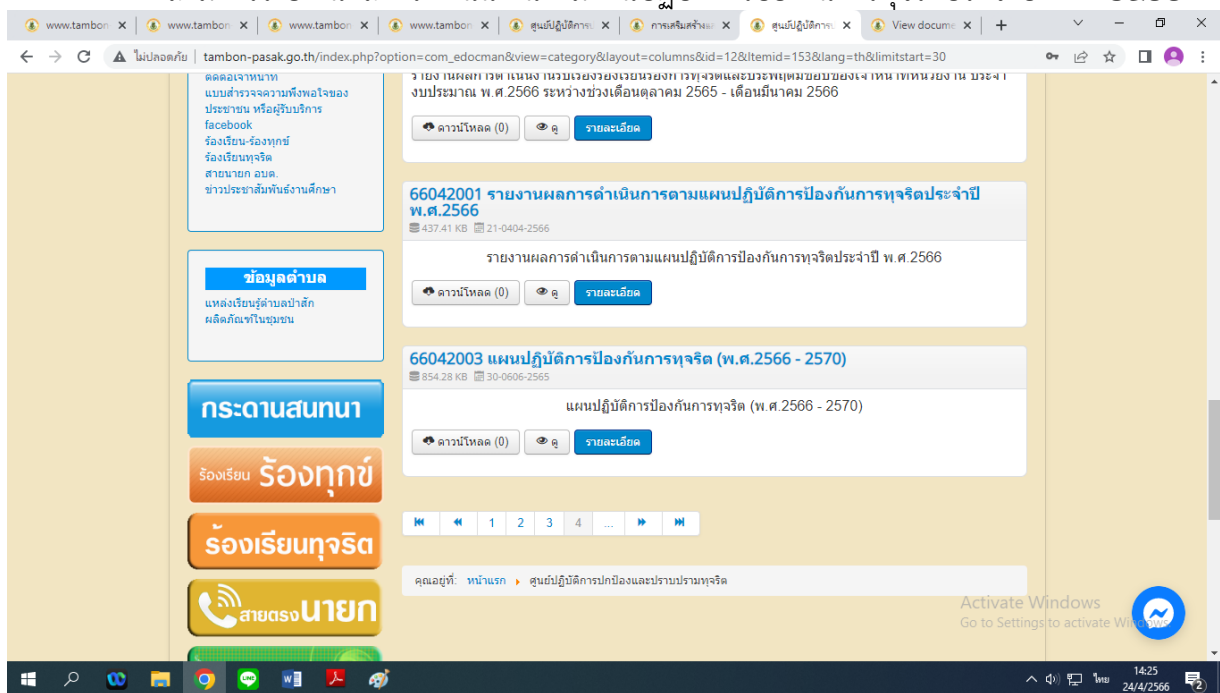 www.tambon
www.tambon
www.tambon
www.tambon
ศูนย์ปฏิบัติการ
การเสริมสร้าง
ศูนย์ปฏิบัติการ
View docume
ไม่ปลอดภัย
tambon-pasak.go.th/index.php?option=com_edocman&view=category&layout=columns&id=12&Itemid=153&lang=th&limitstart=30
ติดต่อเจ้าหน้าที่
แบบสำรวจความพึงพอใจของ
ประชาชน หรือผู้รับบริการ
facebook
ร้องเรียน-ร้องทุกข์
ร้องเรียนทุจริต
สายนายก อบต.
ข่าวประชาสัมพันธ์งานศึกษา
ข้อมูลตำบล
แหล่งเรียนรู้ตำบลป่าสัก
ผลิตภัณฑ์ในชุมชน
กระดานสนทนา
ร้องเรียน ร้องทุกข์
ร้องเรียนทุจริต
สายตรงนายก
งบประมาณ พ.ศ.2566 ระหว่างช่วงเดือนตุลาคม 2565 - เดือนมีนาคม 2566
ดาวน์โหลด (0) ดู รายละเอียด
66042001 รายงานผลการดำเนินการตามแผนปฏิบัติการป้องกันการทุจริตประจำปี
พ.ศ.2566
437.41 KB 21-0404-2566
รายงานผลการดำเนินการตามแผนปฏิบัติการป้องกันการทุจริตประจำปี พ.ศ.2566
ดาวน์โหลด (0) ดู รายละเอียด
66042003 แผนปฏิบัติการป้องกันการทุจริต (พ.ศ.2566 - 2570)
854.28 KB 30-0606-2565
แผนปฏิบัติการป้องกันการทุจริต (พ.ศ.2566 - 2570)
ดาวน์โหลด (0) ดู รายละเอียด
1 2 3 4 ...
คุณอยู่ที่: หน้าแรก ศูนย์ปฏิบัติการปกป้องและปราบปรามทุจริต
Activate Windows
Go to Settings to activate Windows.
ไทย
14:25
24/4/2566
2